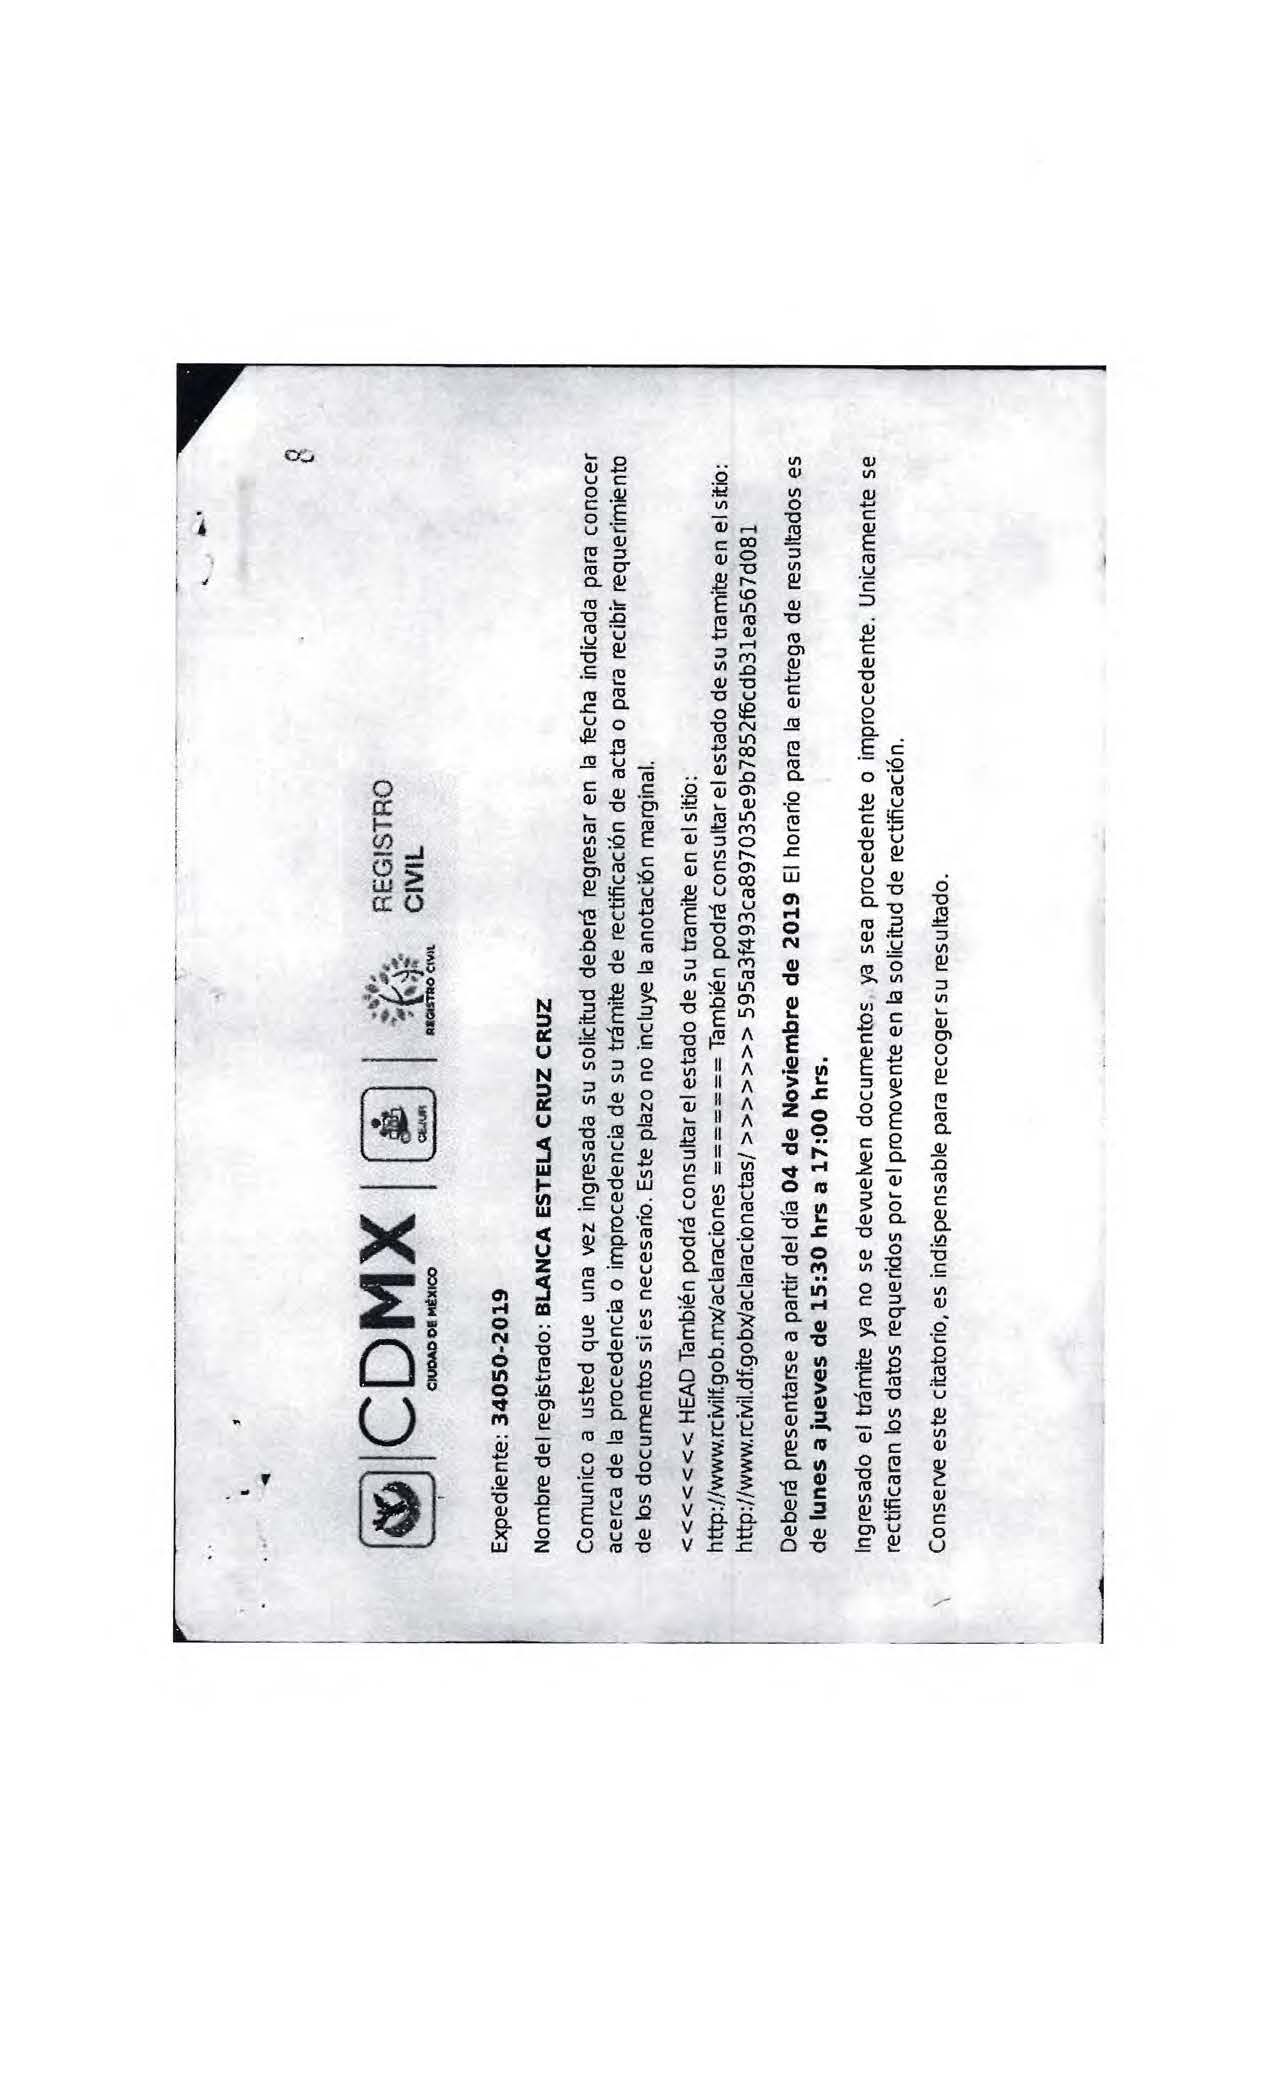 8
CDMX
CIUDAD DE MÉXICO
CEJUR
REGISTRO CIVIL
REGISTRO
CIVIL
Expediente: 34050-2019
Nombre del registrado: BLANCA ESTELA CRUZ CRUZ
Comunico a usted que una vez ingresada su solicitud deberá regresar en la fecha indicada para conocer
acerca de la procedencia o improcedencia de su trámite de rectificación de acta o para recibir requerimiento
de los documentos si es necesario. Este plazo no incluye la anotación marginal.
<<<<<<< HEAD También podrá consultar el estado de su tramite en el sitio:
http://www.rcivilf.gob.mx/aclaraciones ======= También podrá consultar el estado de su tramite en el sitio:
http://www.rcivil.df.gobx/aclaracionactas/ >>>>>>> 595a3f493ca897035e9b7852f6cdb31ea567d081
Deberá presentarse a partir del día 04 de Noviembre de 2019 El horario para la entrega de resultados es
de lunes a jueves de 15:30 hrs a 17:00 hrs.
Ingresado el trámite ya no se devuelven documentos, ya sea procedente o improcedente. Unicamente se
rectificaran los datos requeridos por el promovente en la solicitud de rectificación.
Conserve este citatorio, es indispensable para recoger su resultado.